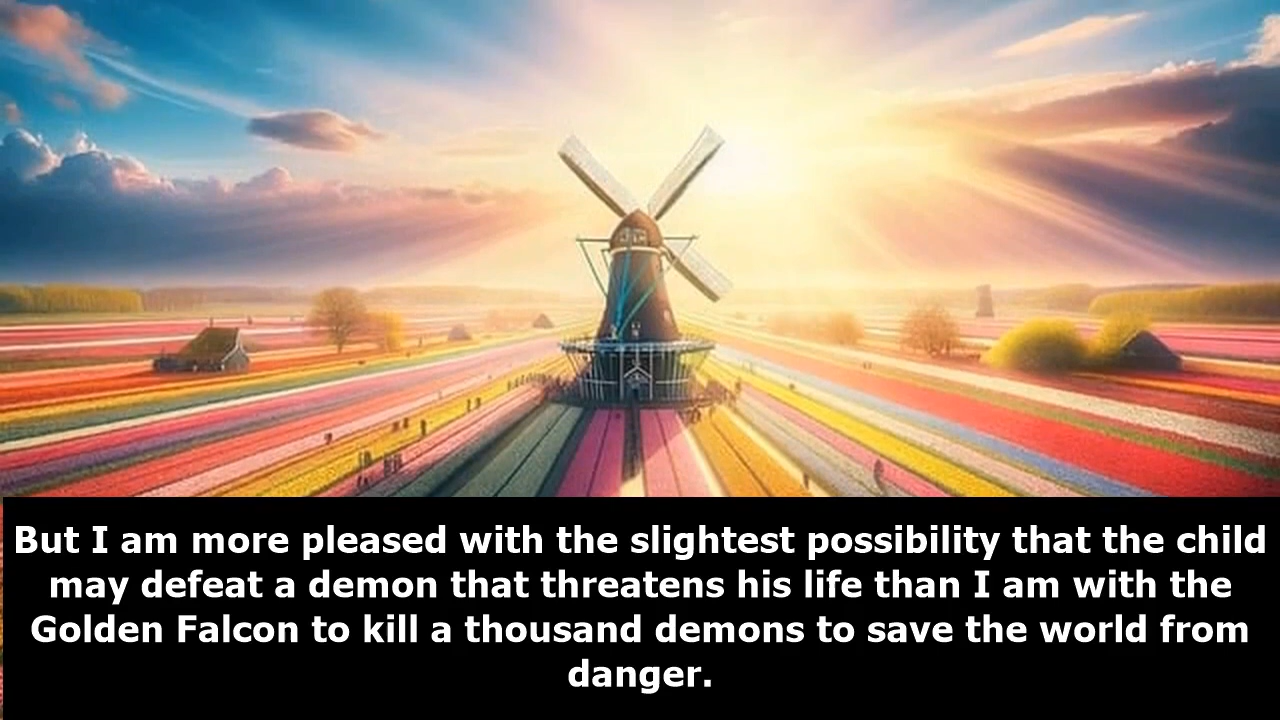 But I am more pleased with the slightest possibility that the child
may defeat a demon that threatens his life than I am with the
Golden Falcon to kill a thousand demons to save the world from
danger.